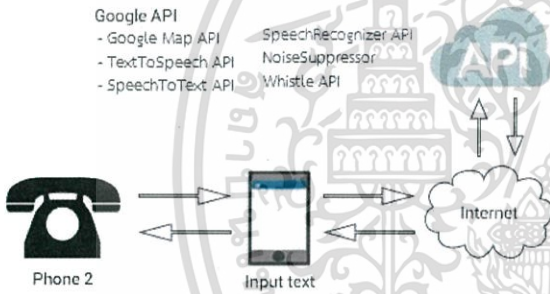 Google API
- Google Map API
- TextToSpeech API
- SpeechToText API
SpeechRecognizer API
NoiseSuppressor
Whistle API
API
Internet
Phone 2
Input text